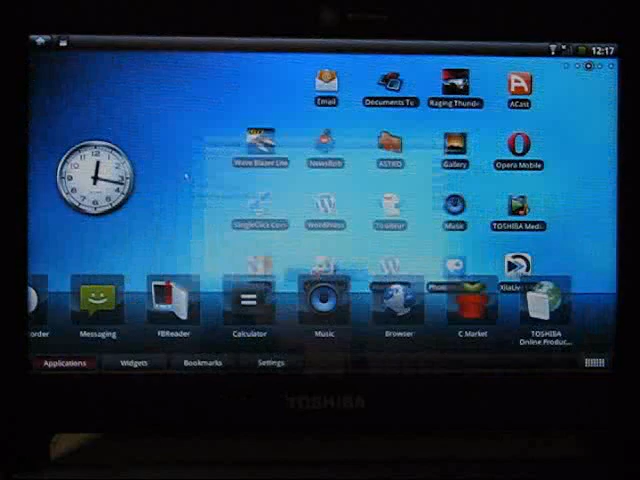 12:17
Email
Documents To
Raging Thunde
ACast
Wave Blazer Lite
NewsRob
ASTRO
Gallery
Opera Mobile
WordPress
Music
TOSHIBA Medi
order
Messaging
FBReader
Calculator
Music
Browser
C.Market
TOSHIBA
Online Produc...
Applications
Widgets
Bookmarks
Settings
TOSHIBA